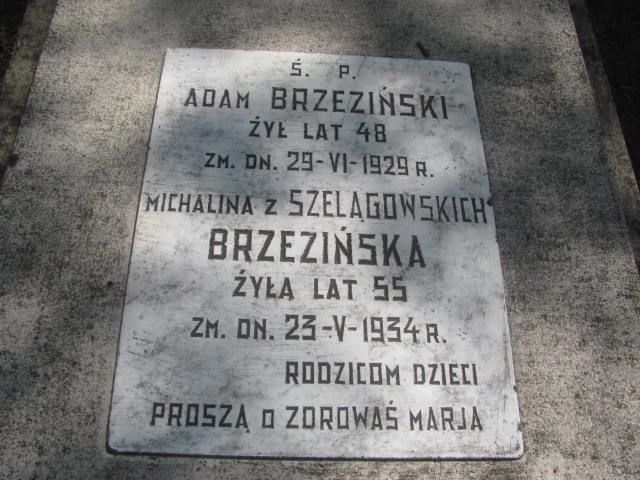 Ś. P.
ADAM BRZEZIŃSKI
ŻYŁ LAT 48
ZM. DN. 29-VI-1929 R.
MICHALINA Z SZELĄGOWSKICH
BRZEZIŃSKA
ŻYŁA LAT 55
ZM. DN. 23-V-1934 R.
RODZICOM DZIECI
PROSZĄ O ZDROWAŚ MARJA